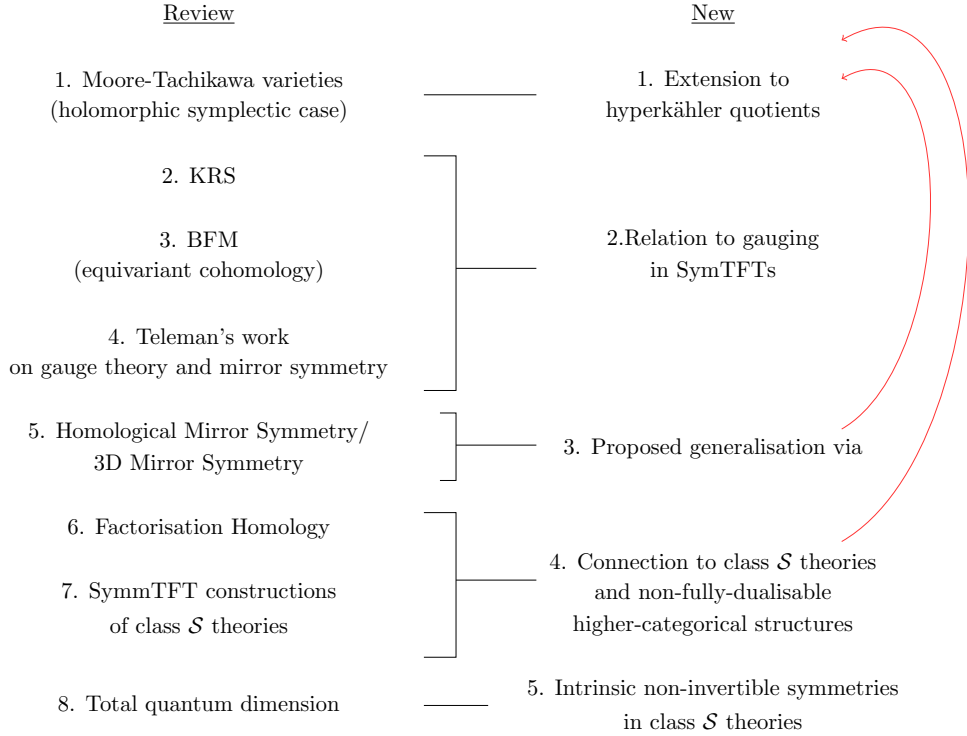 Review
1. Moore-Tachikawa varieties
(holomorphic symplectic case)
2. KRS
3. BFM
(equivariant cohomology)
4. Teleman's work
on gauge theory and mirror symmetry
5. Homological Mirror Symmetry/
3D Mirror Symmetry
6. Factorisation Homology
7. SymmTFT constructions
of class 𝒮 theories
8. Total quantum dimension
New
1. Extension to
hyperkähler quotients
2.Relation to gauging
in SymTFTs
3. Proposed generalisation via
4. Connection to class 𝒮 theories
and non-fully-dualisable
higher-categorical structures
5. Intrinsic non-invertible symmetries
in class 𝒮 theories